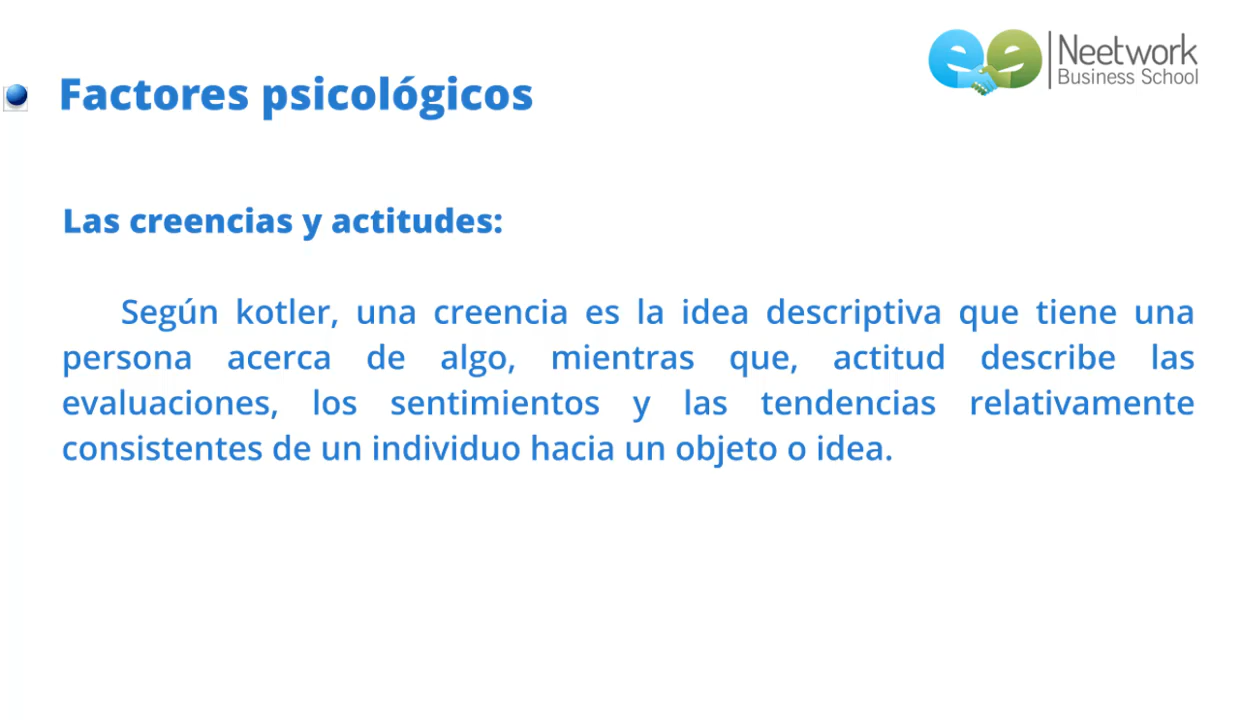 Neetwork
Business School
Factores psicológicos
Las creencias y actitudes:
Según kotler, una creencia es la idea descriptiva que tiene una
persona acerca de algo, mientras que, actitud describe las
evaluaciones, los sentimientos y las tendencias relativamente
consistentes de un individuo hacia un objeto o idea.